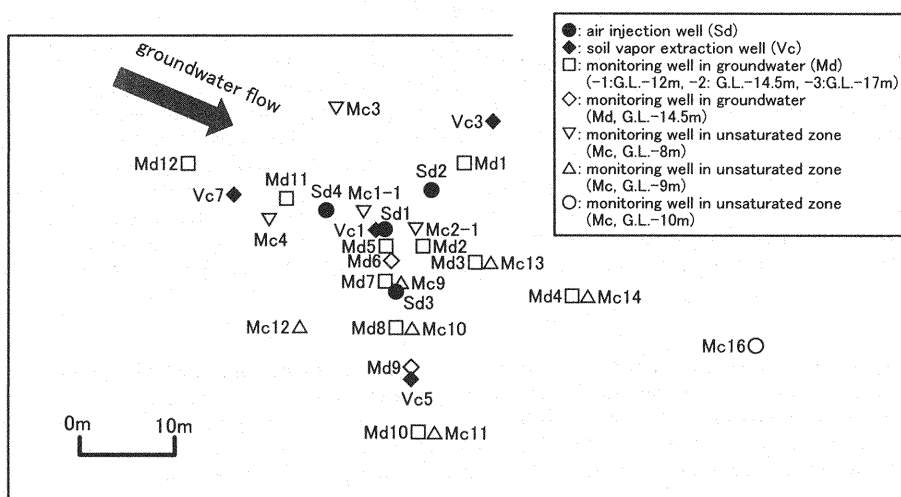 ●: air injection well (Sd)
◆: soil vapor extraction well (Vc)
□: monitoring well in groundwater (Md)
(-1:G.L.-12m, -2: G.L.-14.5m, -3:G.L.-17m)
◇: monitoring well in groundwater
(Md, G.L.-14.5m)
▽: monitoring well in unsaturated zone
(Mc, G.L.-8m)
△: monitoring well in unsaturated zone
(Mc, G.L.-9m)
○: monitoring well in unsaturated zone
(Mc, G.L.-10m)
groundwater flow
Mc3
Vc3
Md12
Md1
Sd2
Vc7
Md11
Sd4
Mc1-1
Sd1
Mc4
Vc1
Mc2-1
Md5
Md2
Md6
Md3
Mc13
Md7
Mc9
Sd3
Md4
Mc14
Mc12
Md8
Mc10
Mc16
Md9
Vc5
0m
10m
Md10
Mc11